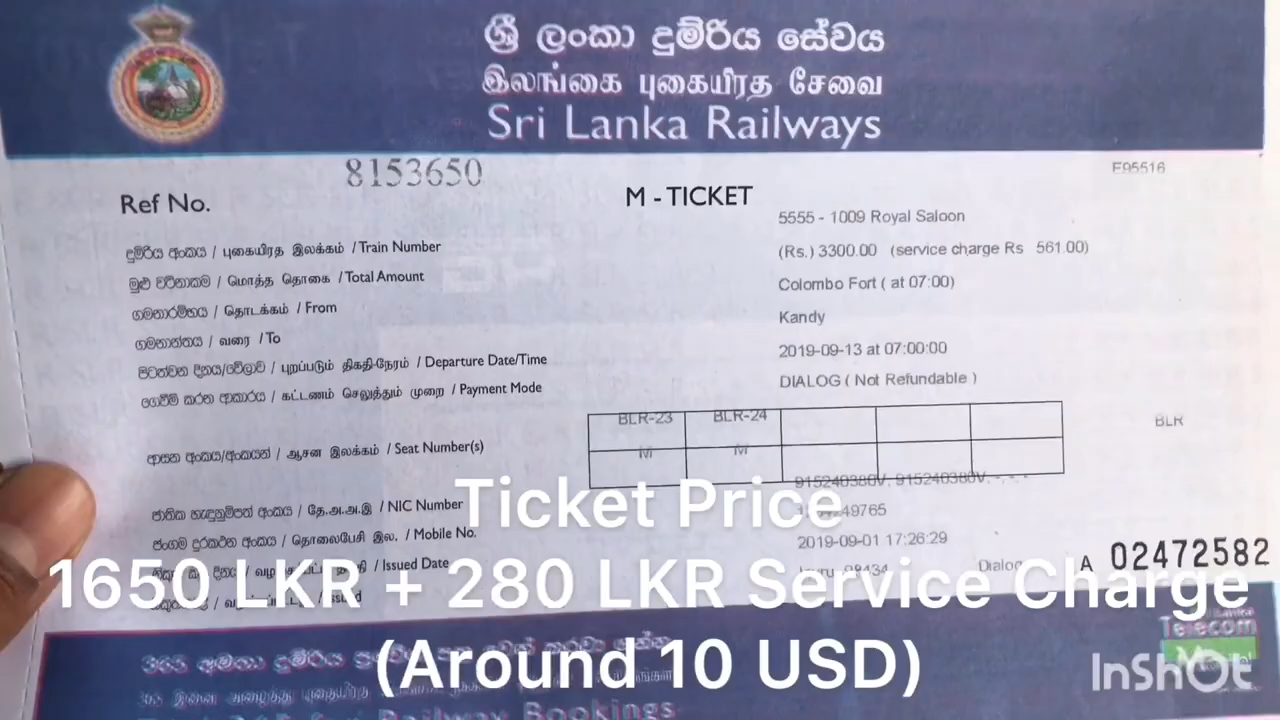 ශ්‍රී ලංකා දුම්රිය සේවය
இலங்கை புகையிரத சேவை
Sri Lanka Railways
8153650
E95516
Ref No.
M - TICKET
5555 - 1009 Royal Saloon
දුම්රිය අංකය / புகையிரத இலக்கம் / Train Number
(Rs.) 3300.00 (service charge Rs 561.00)
මුළු වටිනාකම / மொத்த தொகை / Total Amount
Colombo Fort ( at 07:00)
ගමනාරම්භය / தொடக்கம் / From
Kandy
ගමනාන්තය / வரை / To
2019-09-13 at 07:00:00
පිටත්වන දිනය/වේලාව / புறப்படும் திகதி-நேரம் / Departure Date/Time
DIALOG ( Not Refundable )
ගෙවීම් කරන ආකාරය / கட்டணம் செலுத்தும் முறை / Payment Mode
BLR-23 BLR-24
BLR
ආසන අංකය/අංකයන් / ஆசன இலக்கம் / Seat Number(s)
M M
915240380V, 915240380V,
ජාතික හැඳුනුම්පත් අංකය / தே.அ.அ.இ / NIC Number
Ticket Price
ජංගම දුරකථන අංකය / தொலைபேசி இல. / Mobile No.
2019-09-01 17:26:29
Issued Date
A 02472582
1650 LKR + 280 LKR Service Charge
(Around 10 USD)
Telecom
Railway Bookings
InShOt